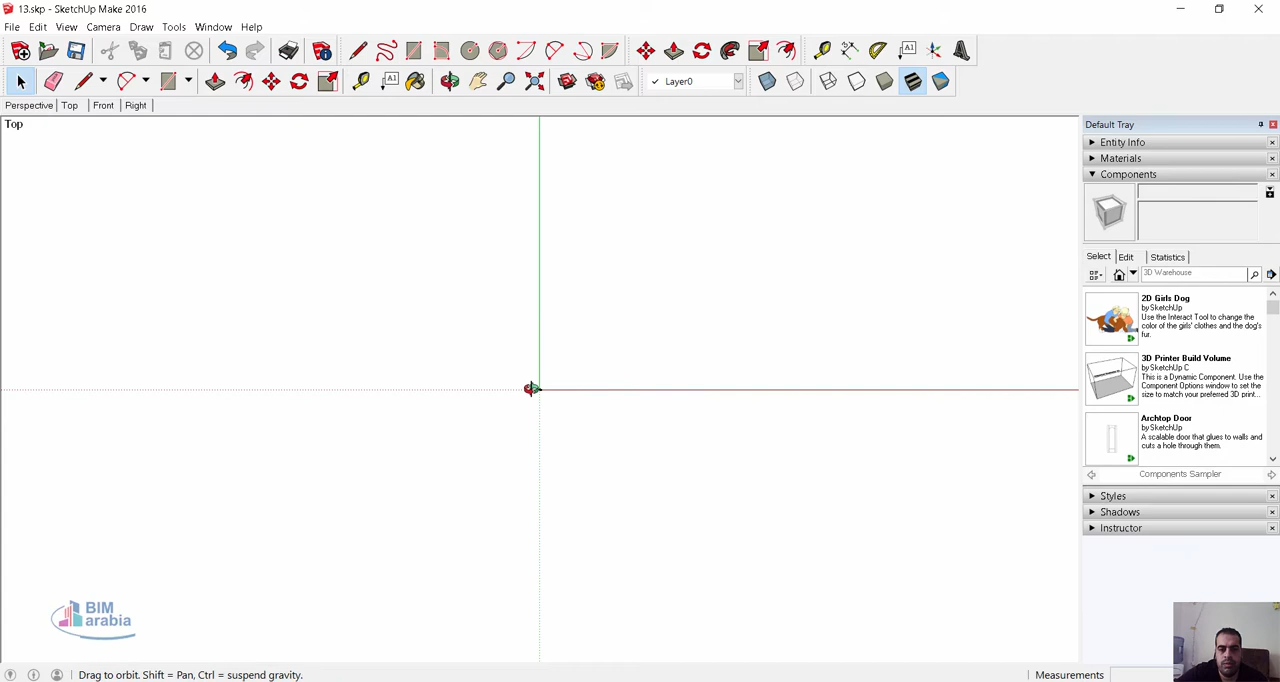 13.skp - SketchUp Make 2016
File Edit View Camera Draw Tools Window Help
A1
A1
Layer0
Perspective Top Front Right
Top
Default Tray
Entity Info
Materials
Components
Select Edit Statistics
3D Warehouse
2D Girls Dog
by SketchUp
Use the Interact Tool to change the
color of the girls' clothes and the dog's
fur.
3D Printer Build Volume
by SketchUp C
This is a Dynamic Component. Use the
Component Options window to set the
size to match your preferred 3D print...
Archtop Door
by SketchUp
A scalable door that glues to walls and
cuts a hole through them.
Components Sampler
Styles
Shadows
Instructor
BIM
arabia
Drag to orbit. Shift = Pan, Ctrl = suspend gravity.
Measurements